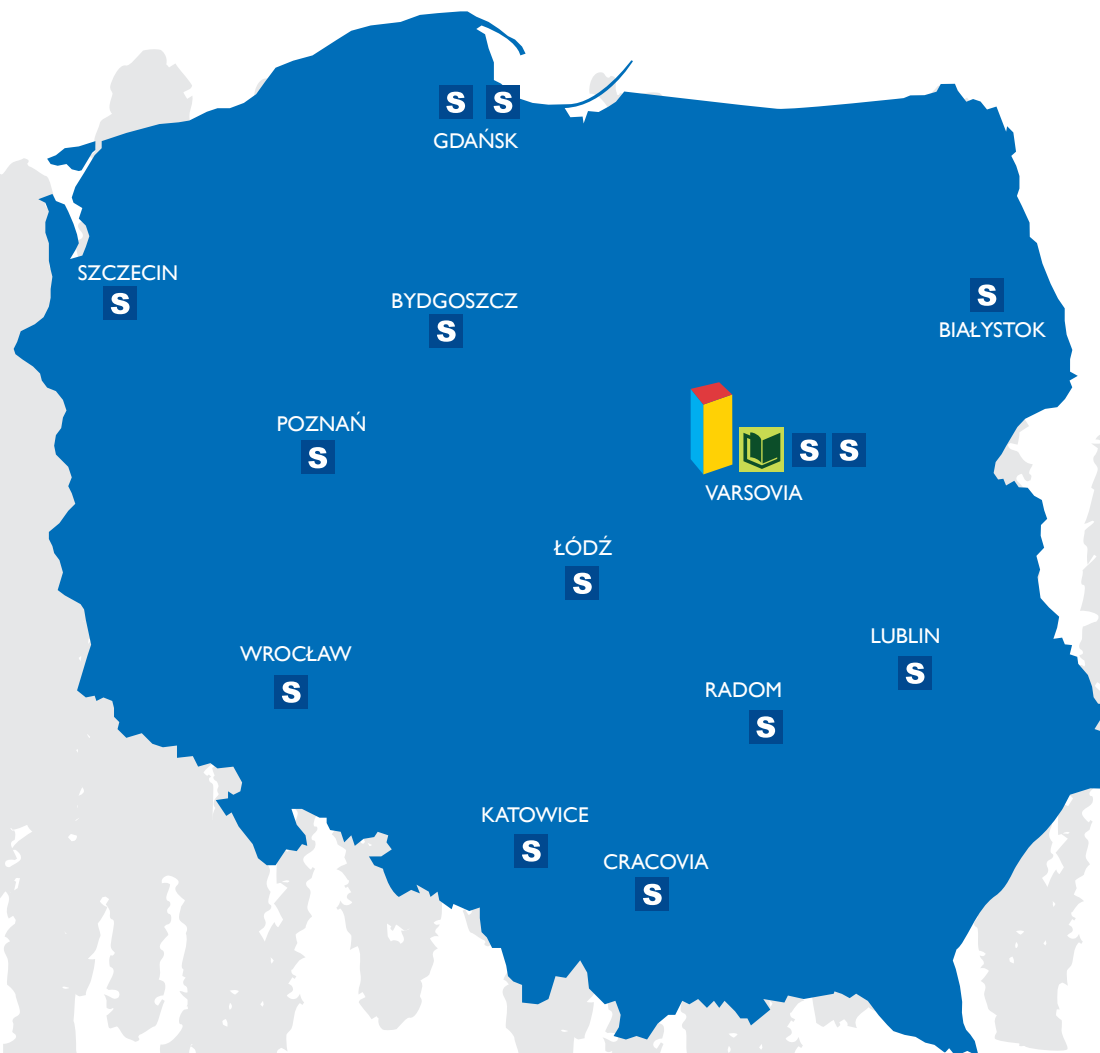 S S
GDAŃSK
SZCZECIN
S
BYDGOSZCZ
S
S
BIAŁYSTOK
POZNAŃ
S
S S
VARSOVIA
ŁÓDŹ
S
LUBLIN
S
WROCŁAW
S
RADOM
S
KATOWICE
S
CRACOVIA
S